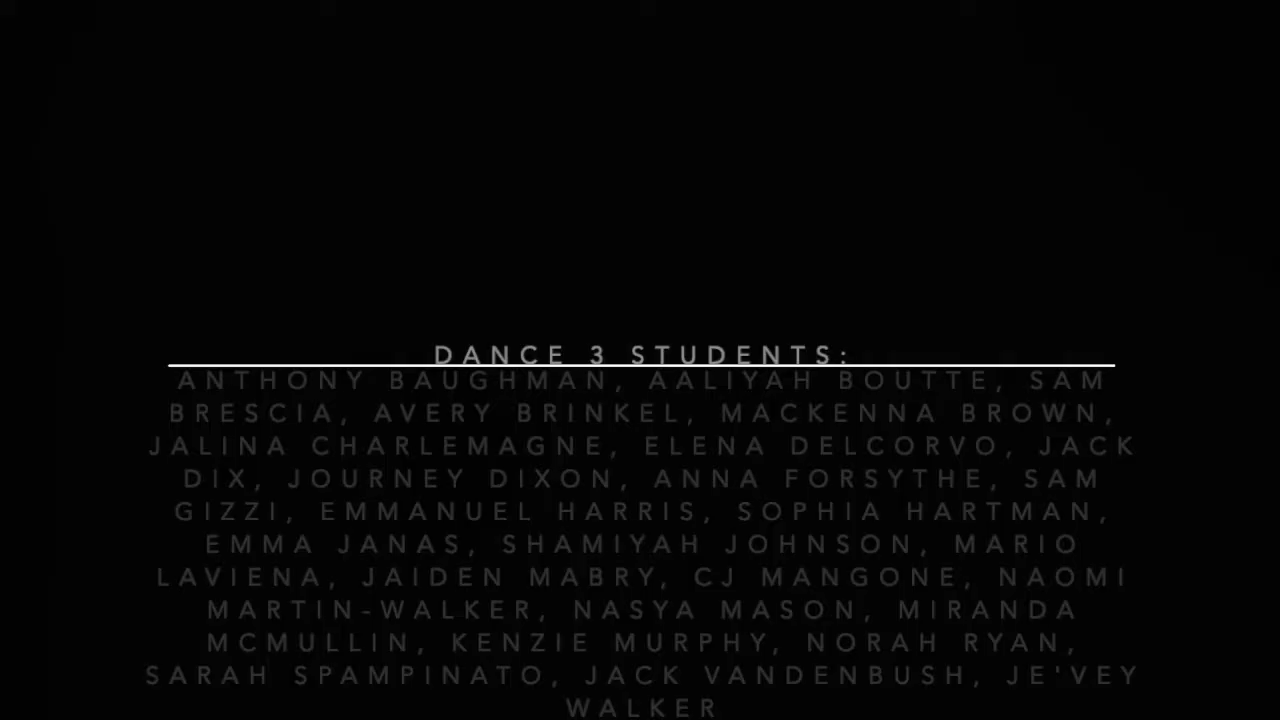 DANCE 3 STUDENTS:
ANTHONY BAUGHMAN, AALIYAH BOUTTE, SAM
BRESCIA, AVERY BRINKEL, MACKENNA BROWN,
JALINA CHARLEMAGNE, ELENA DELCORVO, JACK
DIX, JOURNEY DIXON, ANNA FORSYTHE, SAM
GIZZI, EMMANUEL HARRIS, SOPHIA HARTMAN,
EMMA JANAS, SHAMIYAH JOHNSON, MARIO
LAVIENA, JAIDEN MABRY, CJ MANGONE, NAOMI
MARTIN-WALKER, NASYA MASON, MIRANDA
MCMULLIN, KENZIE MURPHY, NORAH RYAN,
SARAH SPAMPINATO, JACK VANDENBUSH, JE'VEY
WALKER